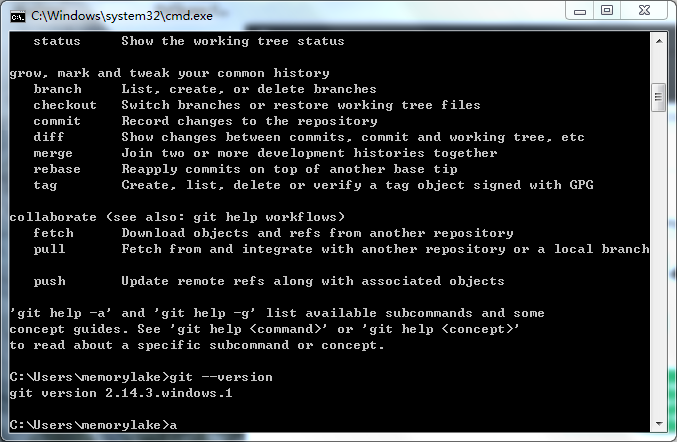 C:\Windows\system32\cmd.exe
status Show the working tree status
grow, mark and tweak your common history
branch List, create, or delete branches
checkout Switch branches or restore working tree files
commit Record changes to the repository
diff Show changes between commits, commit and working tree, etc
merge Join two or more development histories together
rebase Reapply commits on top of another base tip
tag Create, list, delete or verify a tag object signed with GPG
collaborate (see also: git help workflows)
fetch Download objects and refs from another repository
pull Fetch from and integrate with another repository or a local branch
push Update remote refs along with associated objects
'git help -a' and 'git help -g' list available subcommands and some
concept guides. See 'git help <command>' or 'git help <concept>'
to read about a specific subcommand or concept.
C:\Users\memorylake>git --version
git version 2.14.3.windows.1
C:\Users\memorylake>a